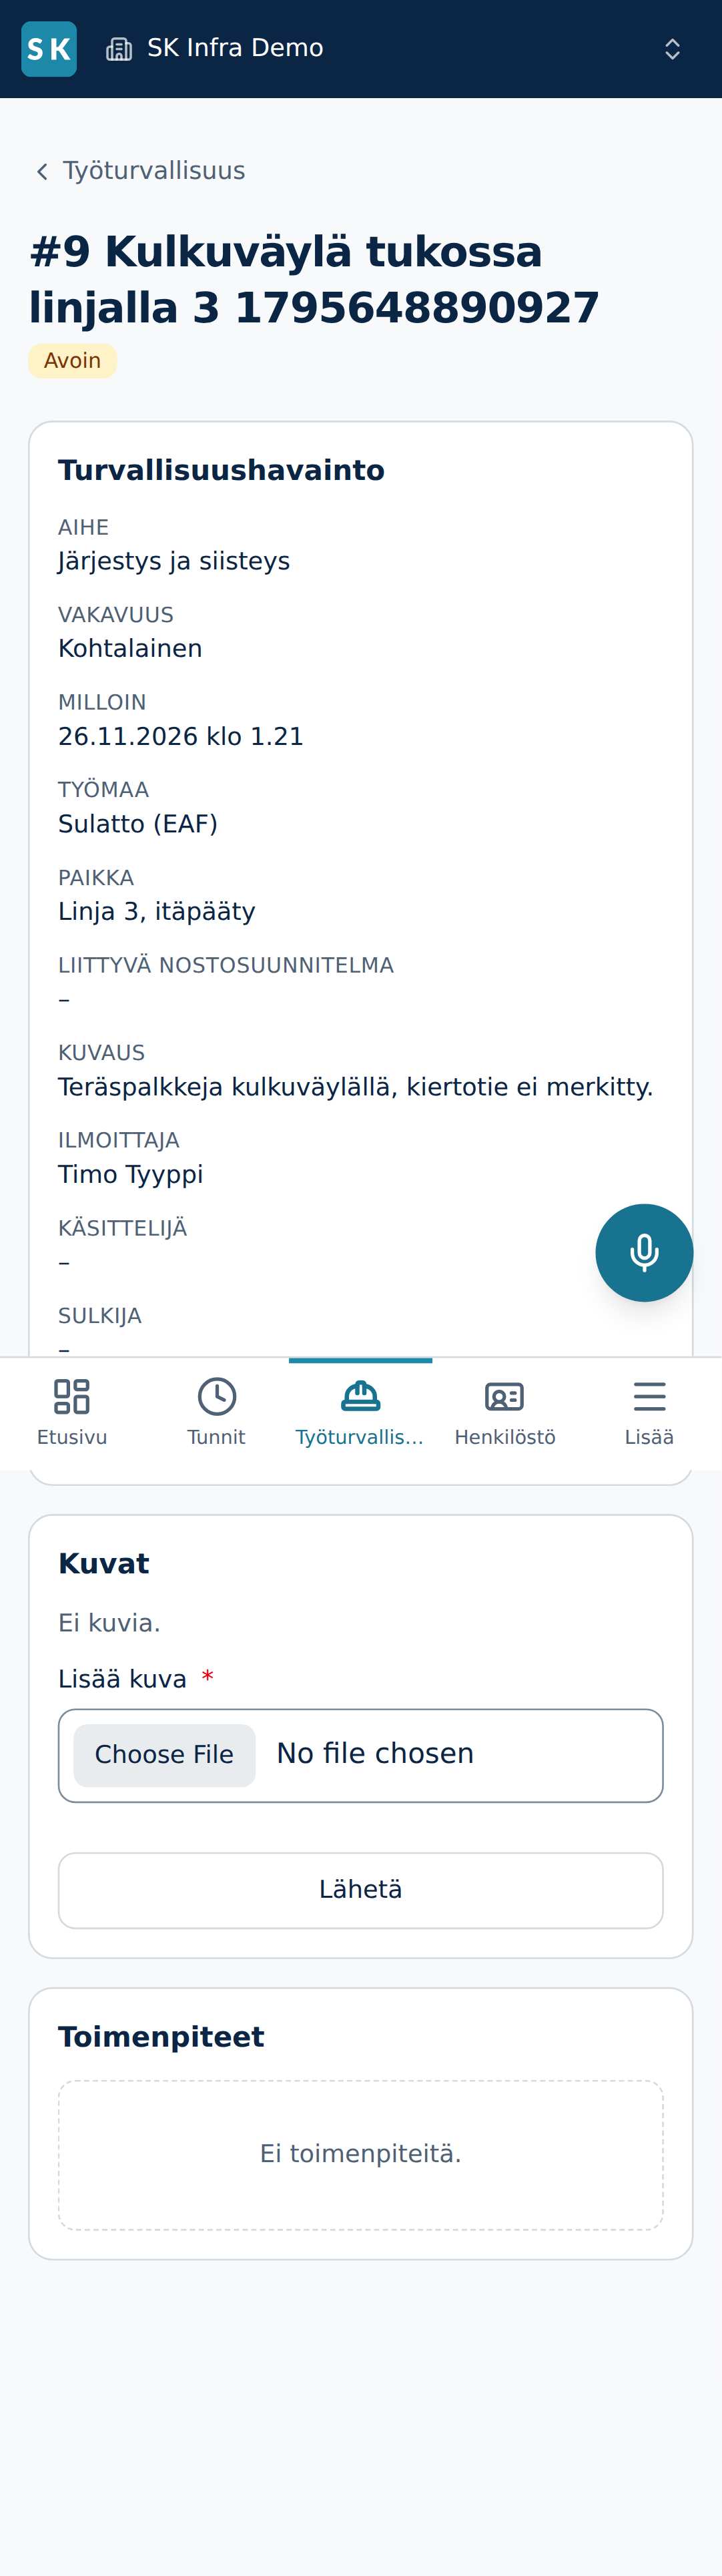 SK
SK Infra Demo
Työturvallisuus
#9 Kulkuväylä tukossa
linjalla 3 1795648890927
Avoin
Turvallisuushavainto
AIHE
Järjestys ja siisteys
VAKAVUUS
Kohtalainen
MILLOIN
26.11.2026 klo 1.21
TYÖMAA
Sulatto (EAF)
PAIKKA
Linja 3, itäpääty
LIITTYVÄ NOSTOSUUNNITELMA
–
KUVAUS
Teräspalkkeja kulkuväylällä, kiertotie ei merkitty.
ILMOITTAJA
Timo Tyyppi
KÄSITTELIJÄ
–
SULKIJA
–
Etusivu
Tunnit
Työturvallis...
Henkilöstö
Lisää
Kuvat
Ei kuvia.
Lisää kuva *
Choose File No file chosen
Lähetä
Toimenpiteet
Ei toimenpiteitä.